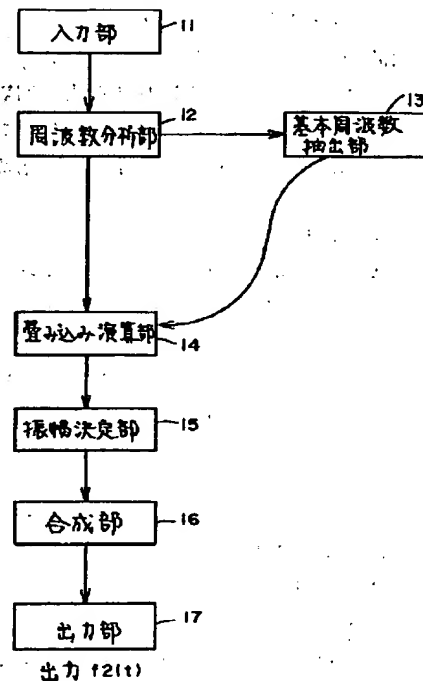 入力部
11
周波数分析部
12
基本周波数
抽出部
13
畳み込み演算部
14
振幅決定部
15
合成部
16
出力部
17
出力 f2(t)